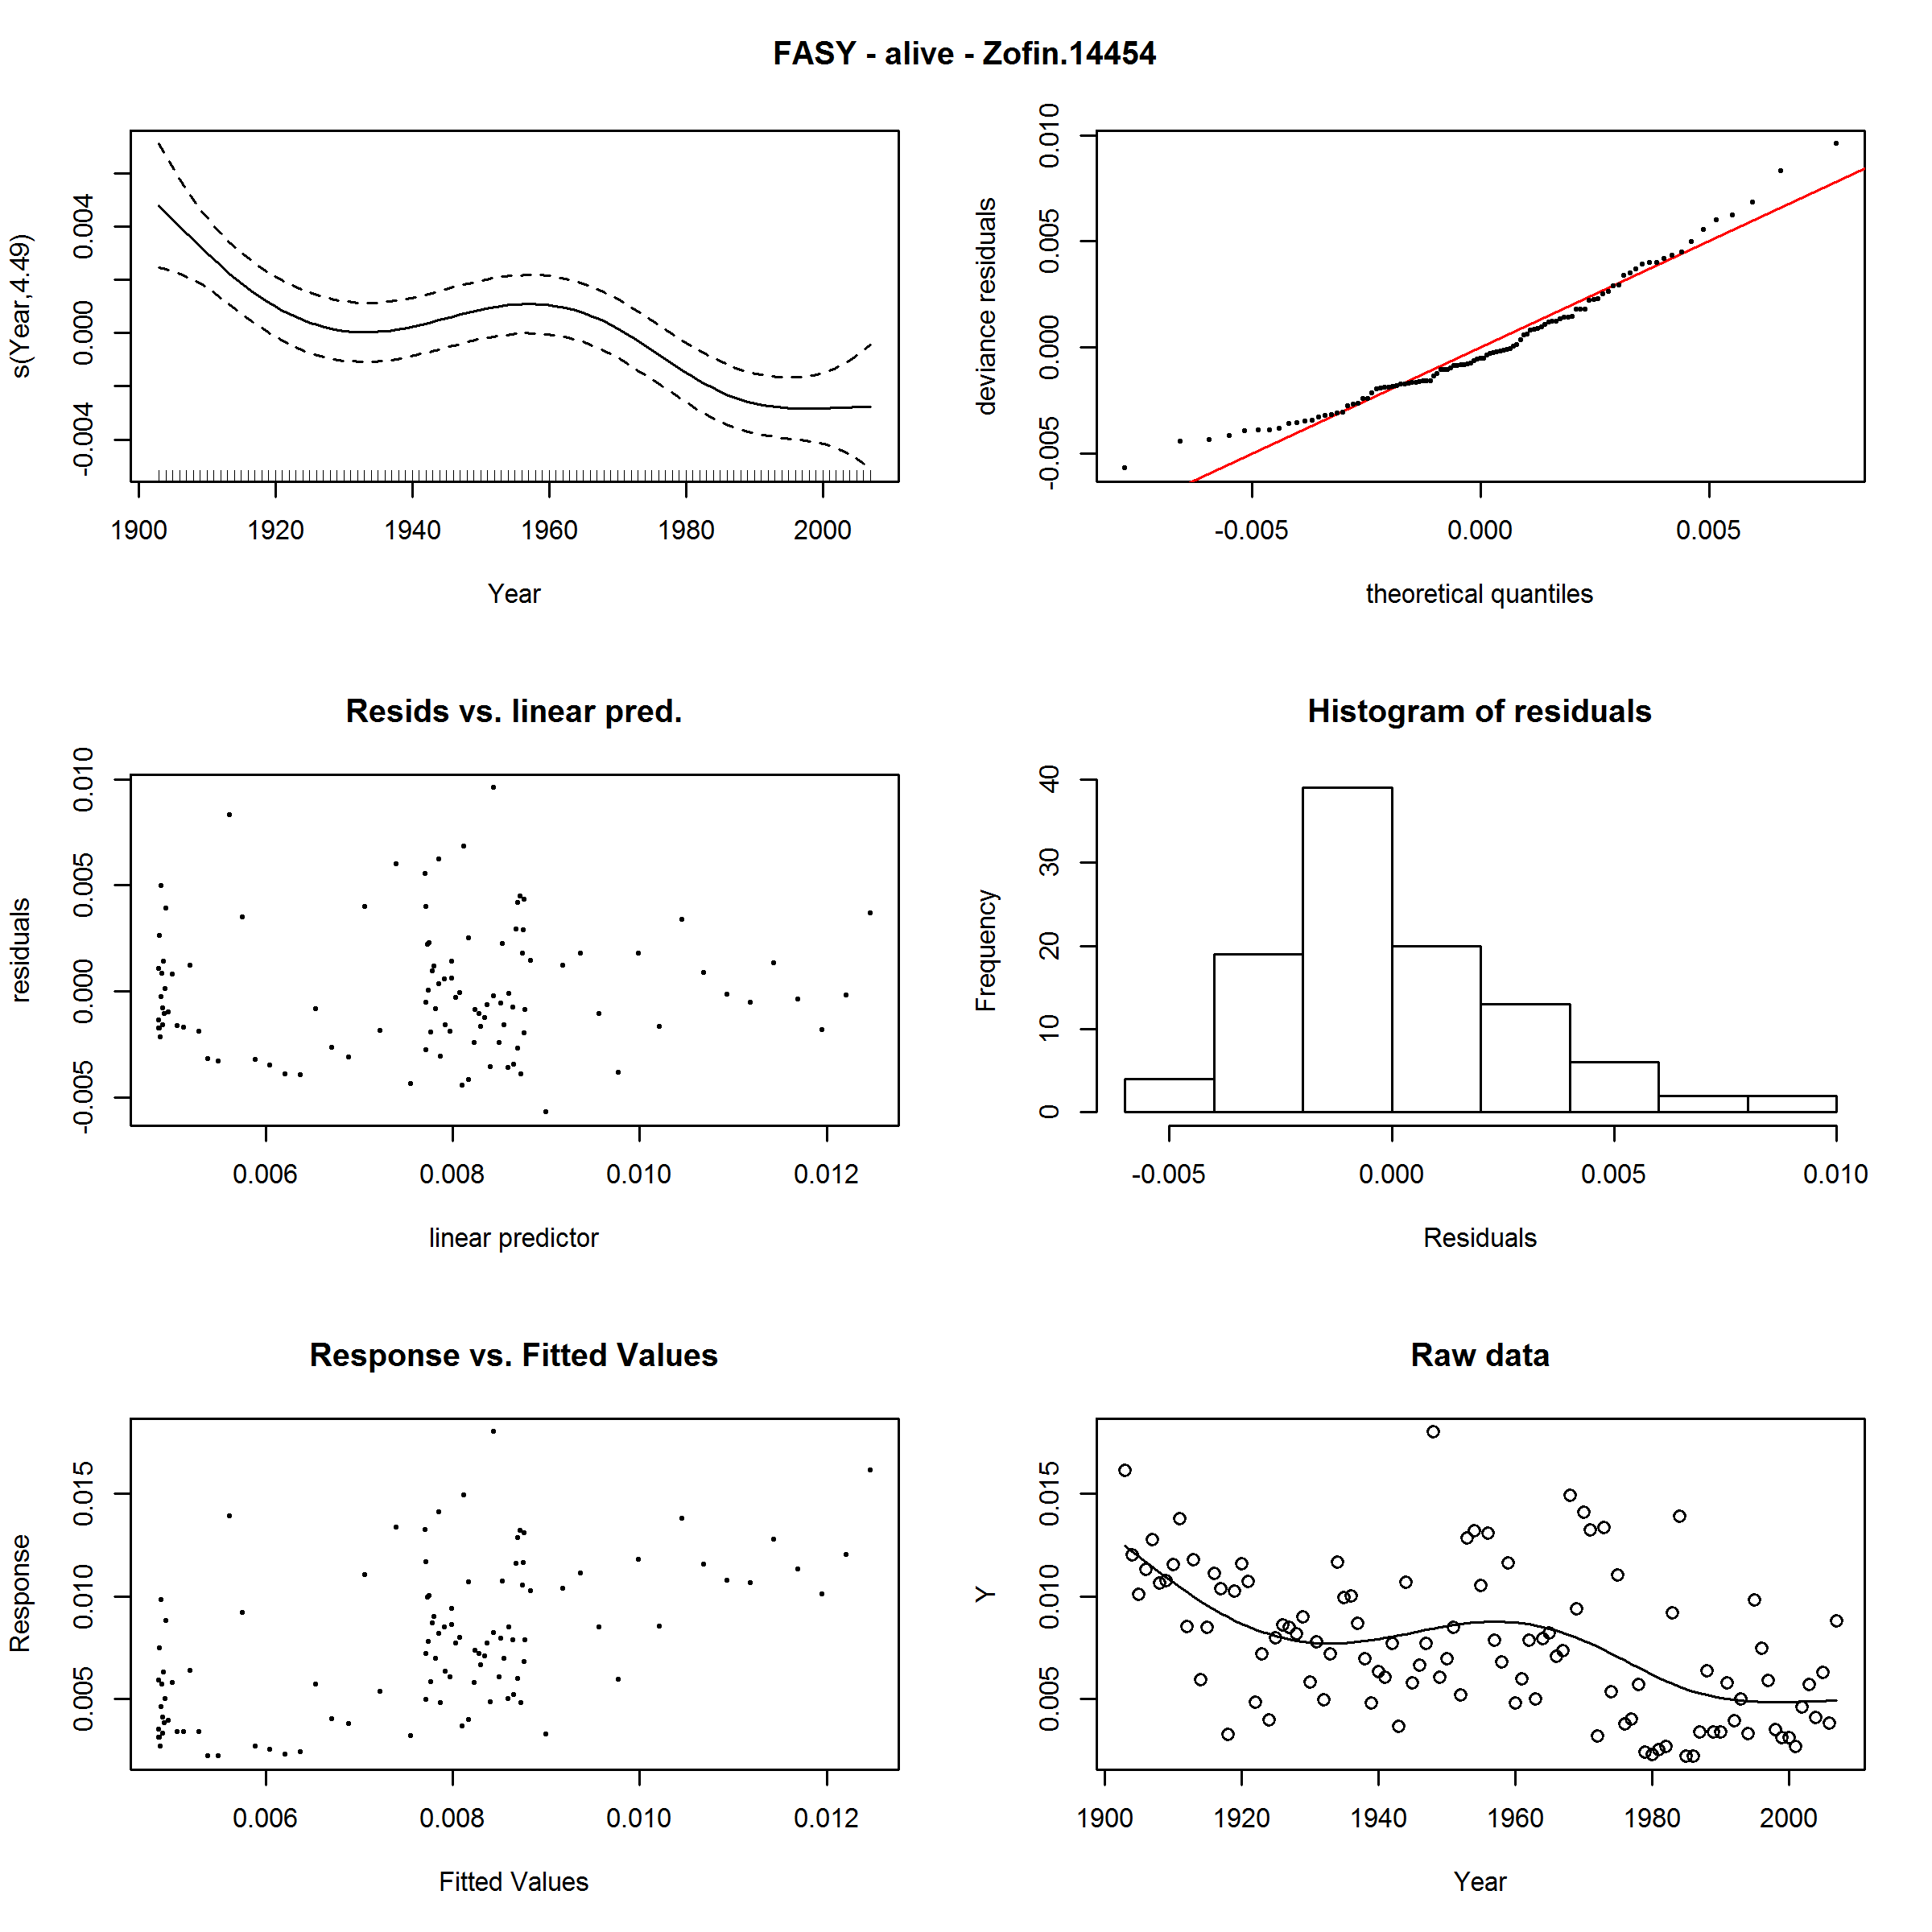 FASY - alive - Zofin.14454
s(Year,4.49)
-0.004 0.000 0.004
1900 1920 1940 1960 1980 2000
Year
deviance residuals
-0.005 0.000 0.005 0.010
-0.005 0.000 0.005
theoretical quantiles
Resids vs. linear pred.
residuals
-0.005 0.000 0.005 0.010
0.006 0.008 0.010 0.012
linear predictor
Histogram of residuals
Frequency
0 10 20 30 40
-0.005 0.000 0.005 0.010
Residuals
Response vs. Fitted Values
Response
0.005 0.010 0.015
0.006 0.008 0.010 0.012
Fitted Values
Raw data
Y
0.005 0.010 0.015
1900 1920 1940 1960 1980 2000
Year